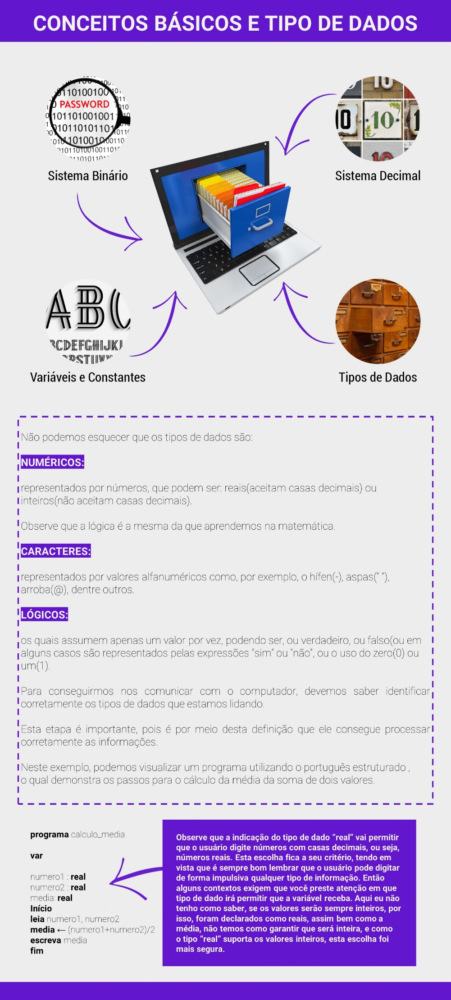 CONCEITOS BÁSICOS E TIPO DE DADOS
110100100
PASSWORD
Sistema Binário
10
10
10
10
Sistema Decimal
ABC
BCDEFGHIJKL
Variáveis e Constantes
Tipos de Dados
Não podemos esquecer que os tipos de dados são:
NUMÉRICOS:
representados por números, que podem ser: reais(aceitam casas decimais) ou
inteiros(não aceitam casas decimais).
Observe que a lógica é a mesma da que aprendemos na matemática.
CARACTERES:
representados por valores alfanuméricos como, por exemplo, o hífen(-), aspas(“ ”),
arroba(@), dentre outros.
LÓGICOS:
os quais assumem apenas um valor por vez, podendo ser, ou verdadeiro, ou falso(ou em
alguns casos são representados pelas expressões “sim” ou “não”, ou o uso do zero(0) ou
um(1).
Para conseguirmos nos comunicar com o computador, devemos saber identificar
corretamente os tipos de dados que estamos lidando.
Esta etapa é importante, pois é por meio desta definição que ele consegue processar
corretamente as informações.
Neste exemplo, podemos visualizar um programa utilizando o português estruturado ,
o qual demonstra os passos para o cálculo da média da soma de dois valores.
programa calculo_media
var
numero1 : real
numero2 : real
media: real
Início
leia numero1, numero2
media ← (numero1+numero2)/2
escreva media
fim
Observe que a indicação do tipo de dado “real” vai permitir
que o usuário digite números com casas decimais, ou seja,
números reais. Esta escolha fica a seu critério, tendo em
vista que é sempre bom lembrar que o usuário pode digitar
de forma impulsiva qualquer tipo de informação. Então
alguns contextos exigem que você preste atenção em que
tipo de dado irá permitir que a variável receba. Aqui eu não
tenho como saber, se os valores serão sempre inteiros, por
isso, foram declarados como reais, assim bem como a
média, não temos como garantir que será inteira, e como
o tipo “real” suporta os valores inteiros, esta escolha foi
mais segura.